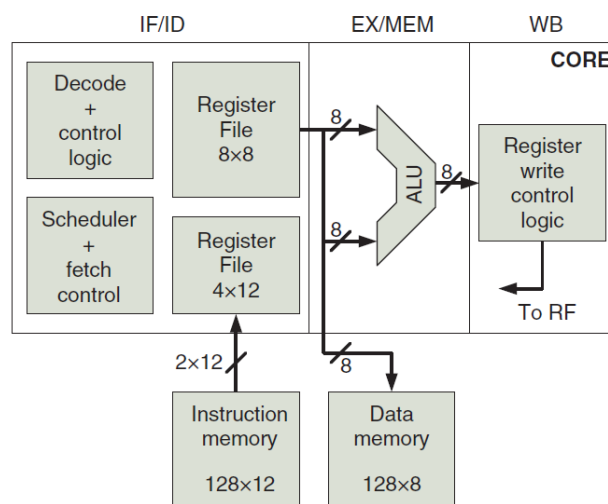 IF/ID
EX/MEM
WB
CORE
Decode
+
control
logic
Register
File
8×8
8
8
ALU
8
Register
write
control
logic
Scheduler
+
fetch
control
Register
File
4×12
To RF
2×12
8
Instruction
memory
128×12
Data
memory
128×8